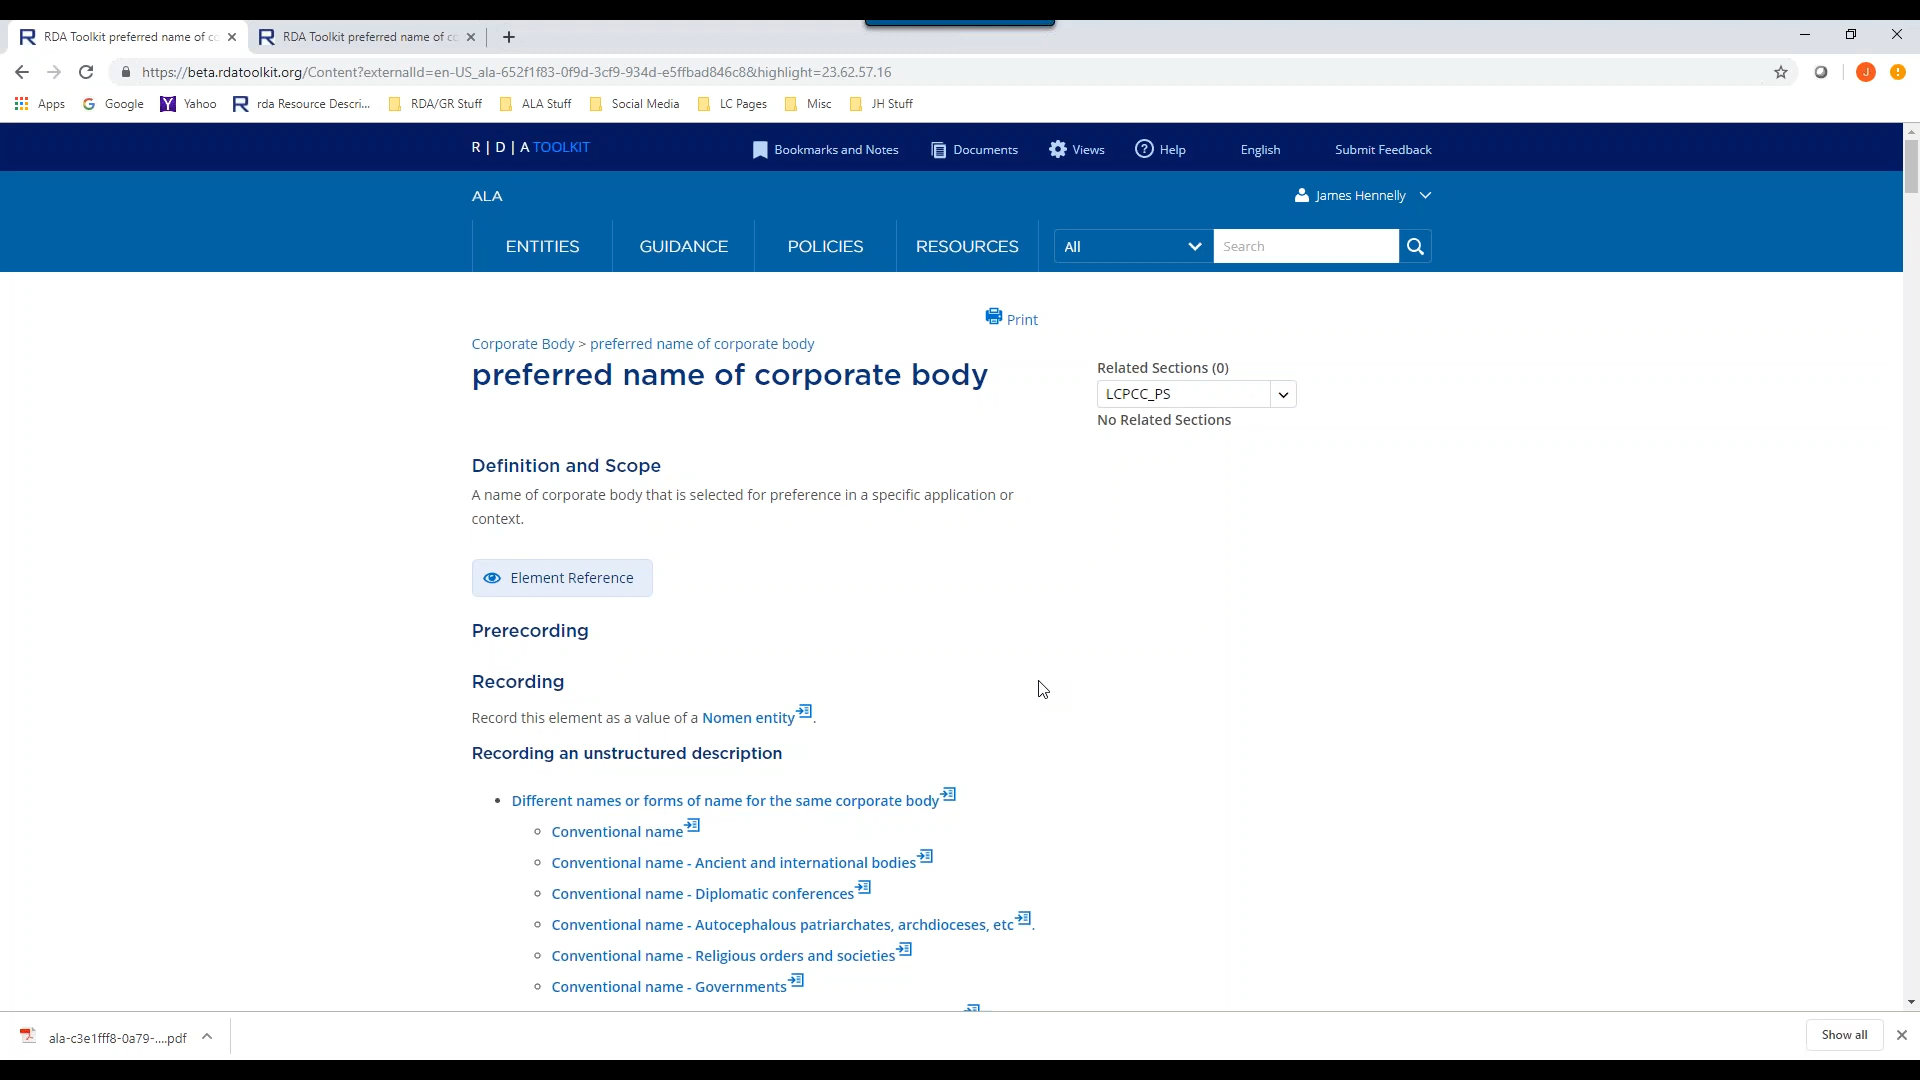 RDA Toolkit preferred name of co
RDA Toolkit preferred name of co
https://beta.rdatoolkit.org/Content?externalId=en-US_ala-652f1f83-0f9d-3cf9-934d-e5ffbad846c8&highlight=23.62.57.16
J
Apps
Google
Yahoo
rda Resource Descri...
RDA/GR Stuff
ALA Stuff
Social Media
LC Pages
Misc
JH Stuff
R | D | A TOOLKIT
Bookmarks and Notes
Documents
Views
Help
English
Submit Feedback
ALA
James Hennelly
ENTITIES
GUIDANCE
POLICIES
RESOURCES
All
Search
Print
Corporate Body > preferred name of corporate body
preferred name of corporate body
Related Sections (0)
LCPCC_PS
No Related Sections
Definition and Scope
A name of corporate body that is selected for preference in a specific application or
context.
Element Reference
Prerecording
Recording
Record this element as a value of a Nomen entity.
Recording an unstructured description
Different names or forms of name for the same corporate body
Conventional name
Conventional name - Ancient and international bodies
Conventional name - Diplomatic conferences
Conventional name - Autocephalous patriarchates, archdioceses, etc.
Conventional name - Religious orders and societies
Conventional name - Governments
ala-c3e1fff8-0a79-....pdf
Show all